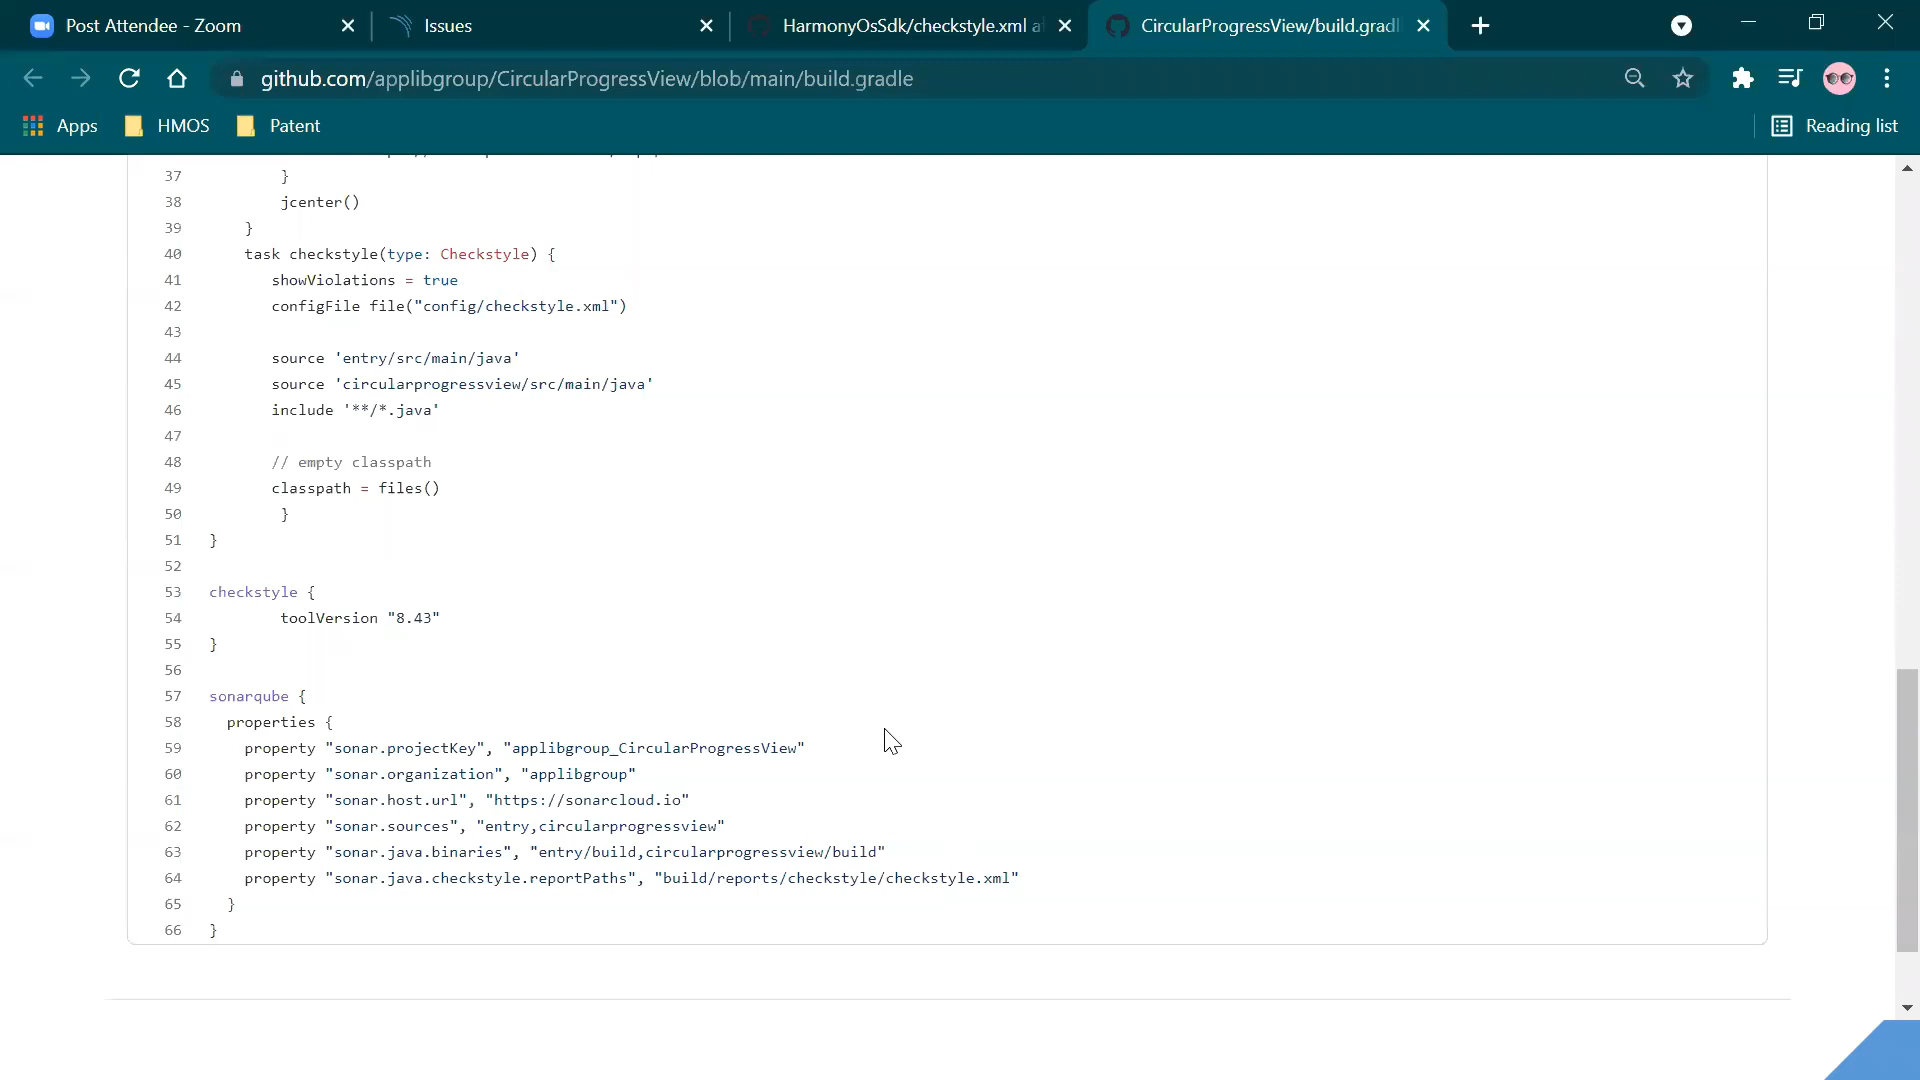 Post Attendee - Zoom
Issues
HarmonyOsSdk/checkstyle.xml a
CircularProgressView/build.gradl
github.com/applibgroup/CircularProgressView/blob/main/build.gradle
Apps
HMOS
Patent
Reading list
37 }
38 jcenter()
39 }
40 task checkstyle(type: Checkstyle) {
41 showViolations = true
42 configFile file("config/checkstyle.xml")
43
44 source 'entry/src/main/java'
45 source 'circularprogressview/src/main/java'
46 include '**/*.java'
47
48 // empty classpath
49 classpath = files()
50 }
51 }
52
53 checkstyle {
54 toolVersion "8.43"
55 }
56
57 sonarqube {
58 properties {
59 property "sonar.projectKey", "applibgroup_CircularProgressView"
60 property "sonar.organization", "applibgroup"
61 property "sonar.host.url", "https://sonarcloud.io"
62 property "sonar.sources", "entry,circularprogressview"
63 property "sonar.java.binaries", "entry/build,circularprogressview/build"
64 property "sonar.java.checkstyle.reportPaths", "build/reports/checkstyle/checkstyle.xml"
65 }
66 }